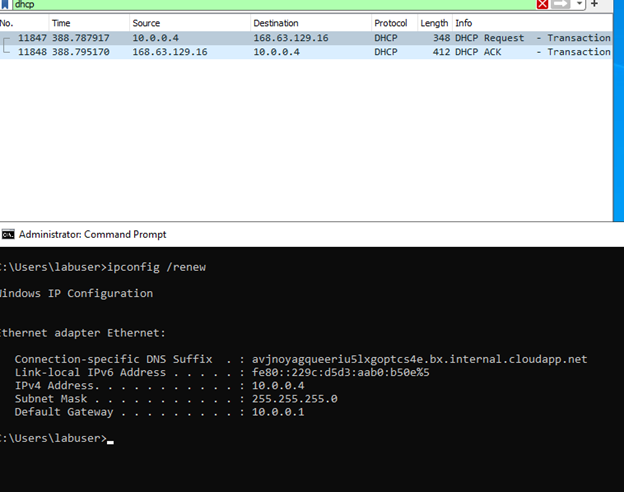 dhcp
No. Time Source Destination Protocol Length Info
11847 388.787917 10.0.0.4 168.63.129.16 DHCP 348 DHCP Request - Transaction
11848 388.795170 168.63.129.16 10.0.0.4 DHCP 412 DHCP ACK - Transaction
Administrator: Command Prompt
C:\Users\labuser>ipconfig /renew
Windows IP Configuration
Ethernet adapter Ethernet:
Connection-specific DNS Suffix . : avjnoyagqueeriu5lxgoptcs4e.bx.internal.cloudapp.net
Link-local IPv6 Address . . . . . : fe80::229c:d5d3:aab0:b50e%5
IPv4 Address. . . . . . . . . . . : 10.0.0.4
Subnet Mask . . . . . . . . . . . : 255.255.255.0
Default Gateway . . . . . . . . . : 10.0.0.1
C:\Users\labuser>